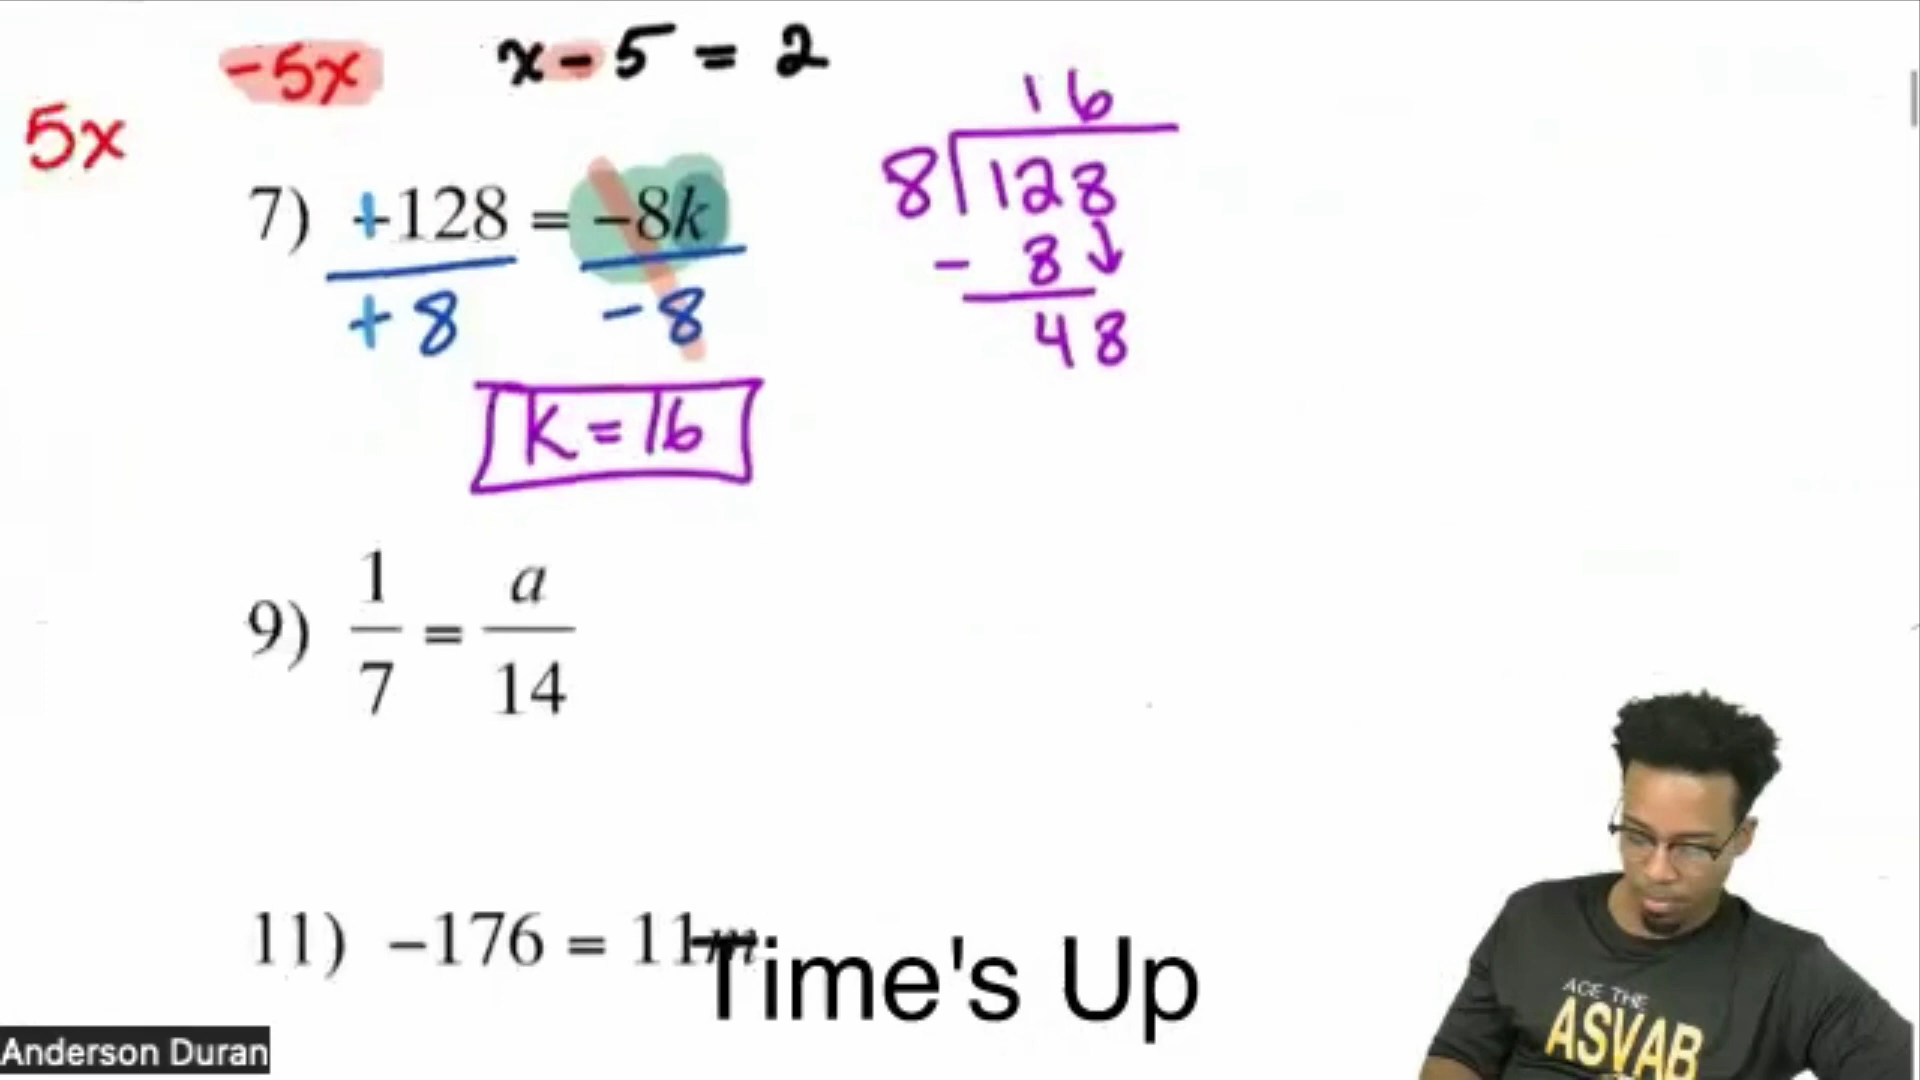 -5x x - 5 = 2
5x
16
7) +128 = -8k 8)128
+8 -8 - 8
48
K = 16
9) 1/7 = a/14
11) -176 = 11m
Time's Up
ACE THE
ASVAB
Anderson Duran